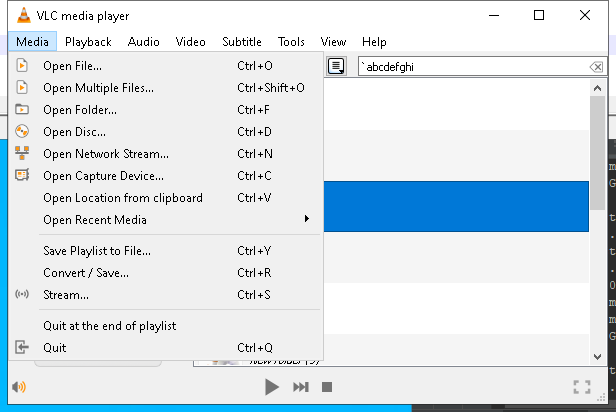 VLC media player
Media Playback Audio Video Subtitle Tools View Help
`abcdefghi
Open File... Ctrl+O
Open Multiple Files... Ctrl+Shift+O
Open Folder... Ctrl+F
Open Disc... Ctrl+D
Open Network Stream... Ctrl+N
Open Capture Device... Ctrl+C
Open Location from clipboard Ctrl+V
Open Recent Media
Save Playlist to File... Ctrl+Y
Convert / Save... Ctrl+R
Stream... Ctrl+S
Quit at the end of playlist
Quit Ctrl+Q